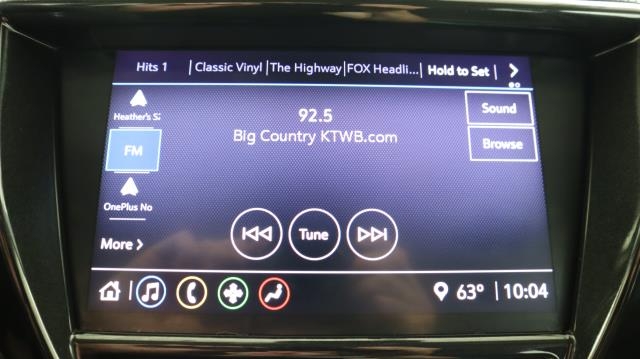 Hits 1 | Classic Vinyl | The Highway | FOX Headli... | Hold to Set |
Heather's
FM
OnePlus No
More >
92.5
Big Country KTWB.com
Sound
Browse
Tune
63° | 10:04